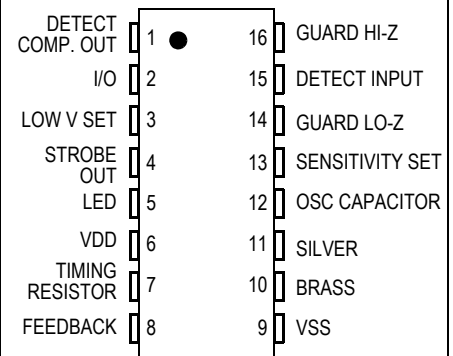 DETECT
COMP. OUT 1 16 GUARD HI-Z
I/O 2 15 DETECT INPUT
LOW V SET 3 14 GUARD LO-Z
STROBE
OUT 4 13 SENSITIVITY SET
LED 5 12 OSC CAPACITOR
VDD 6 11 SILVER
TIMING
RESISTOR 7 10 BRASS
FEEDBACK 8 9 VSS